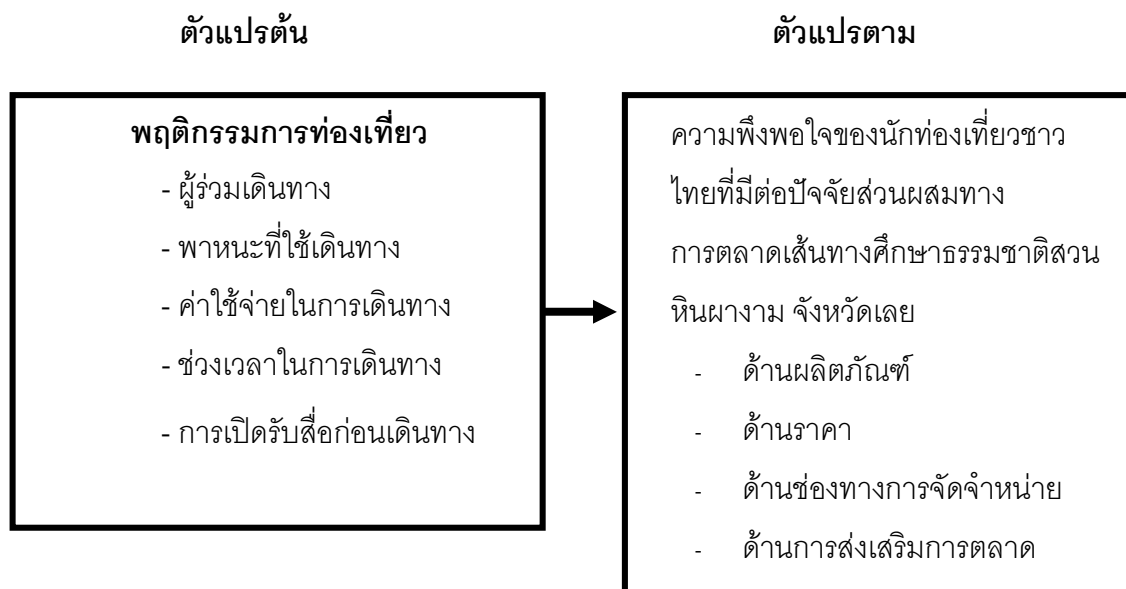 ตัวแปรต้น
ตัวแปรตาม
พฤติกรรมการท่องเที่ยว
- ผู้ร่วมเดินทาง
- พาหนะที่ใช้เดินทาง
- ค่าใช้จ่ายในการเดินทาง
- ช่วงเวลาในการเดินทาง
- การเปิดรับสื่อก่อนเดินทาง
ความพึงพอใจของนักท่องเที่ยวชาว
ไทยที่มีต่อปัจจัยส่วนผสมทาง
การตลาดเส้นทางศึกษาธรรมชาติสวน
หินผางาม จังหวัดเลย
- ด้านผลิตภัณฑ์
- ด้านราคา
- ด้านช่องทางการจัดจำหน่าย
- ด้านการส่งเสริมการตลาด